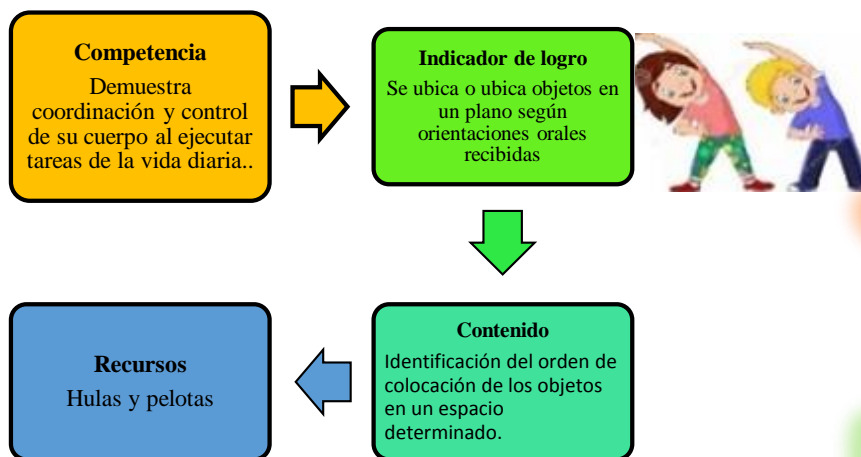 Competencia
Demuestra
coordinación y control
de su cuerpo al ejecutar
tareas de la vida diaria..
Indicador de logro
Se ubica o ubica objetos en
un plano según
orientaciones orales
recibidas
Contenido
Identificación del orden de
colocación de los objetos
en un espacio
determinado.
Recursos
Hulas y pelotas